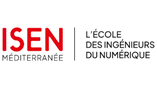 ISEN
MÉDITERRANÉE
L'ÉCOLE
DES INGÉNIEURS
DU NUMÉRIQUE